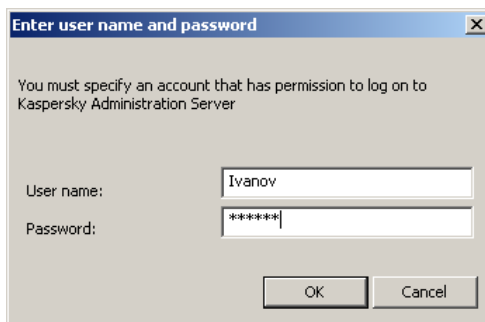 Enter user name and password
You must specify an account that has permission to log on to
Kaspersky Administration Server
User name:
Ivanov
Password:
******
OK
Cancel